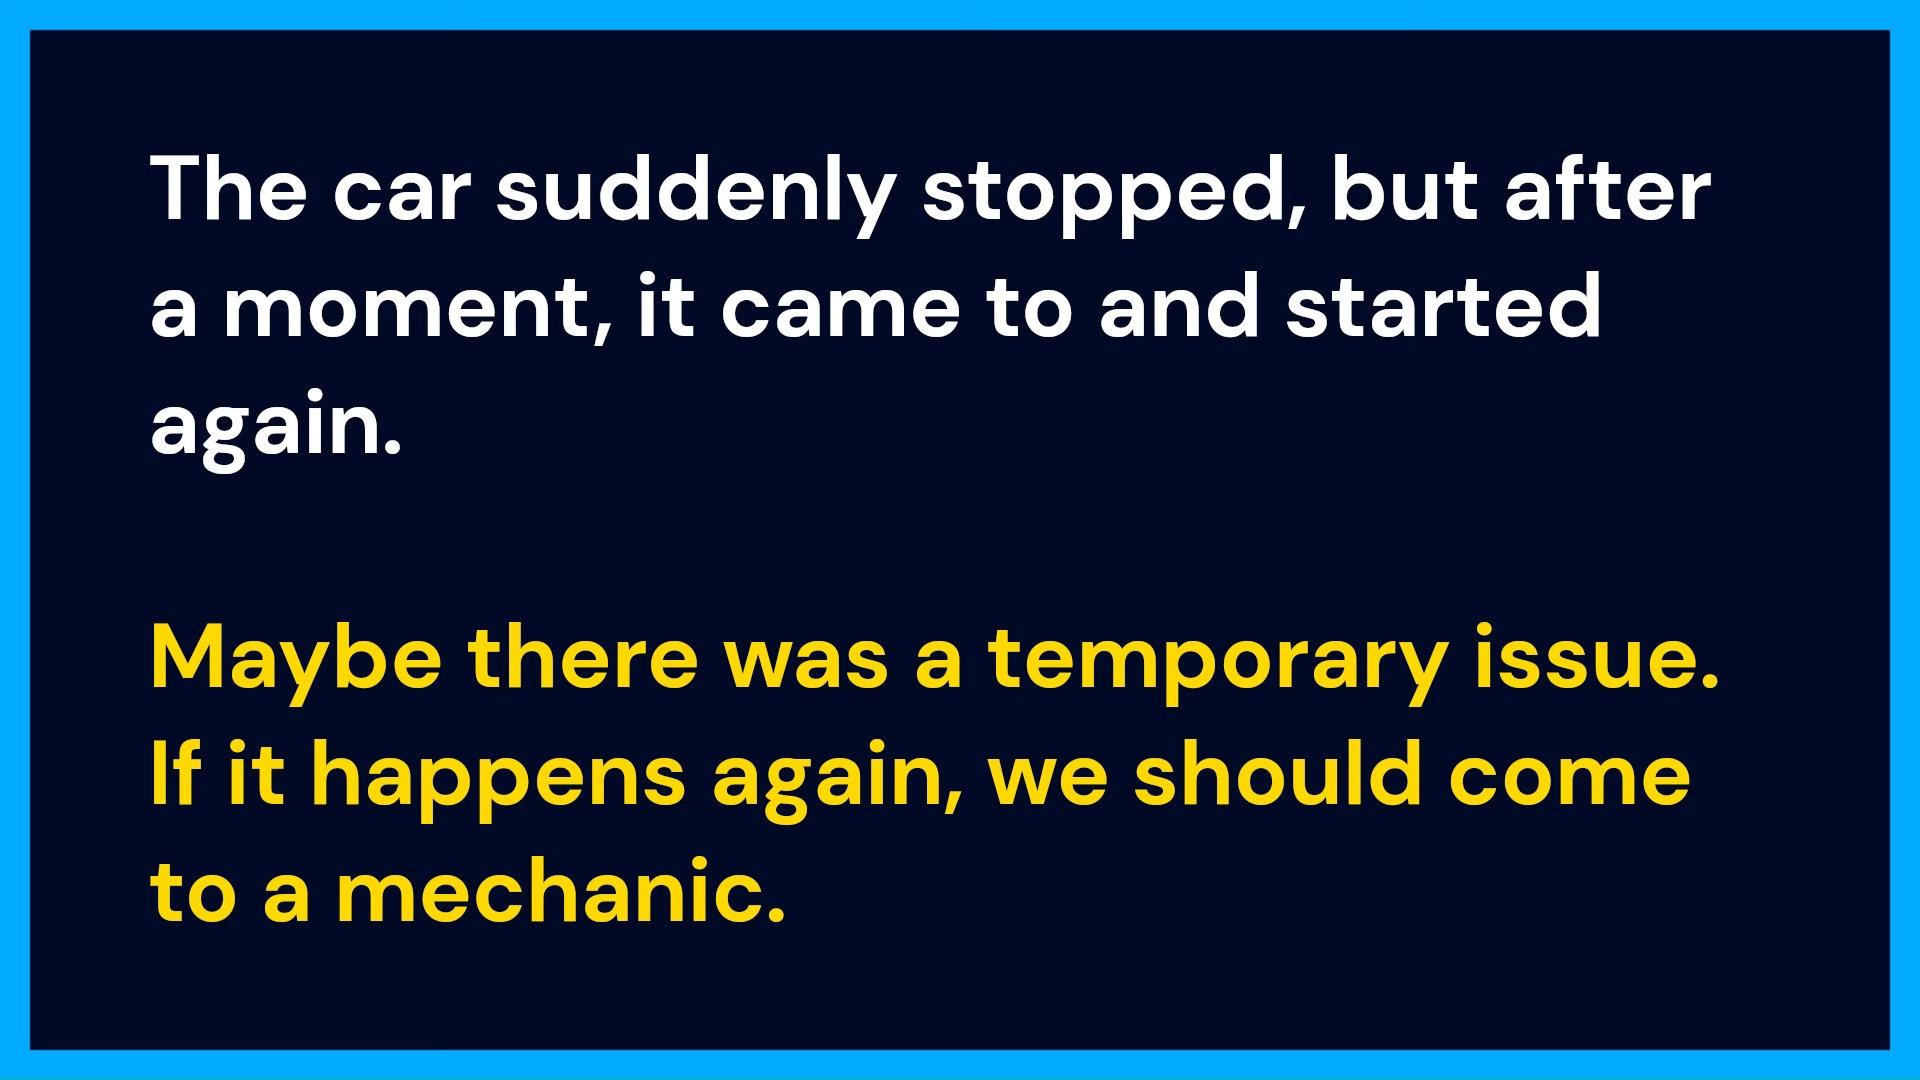 The car suddenly stopped, but after
a moment, it came to and started
again.
Maybe there was a temporary issue.
If it happens again, we should come
to a mechanic.